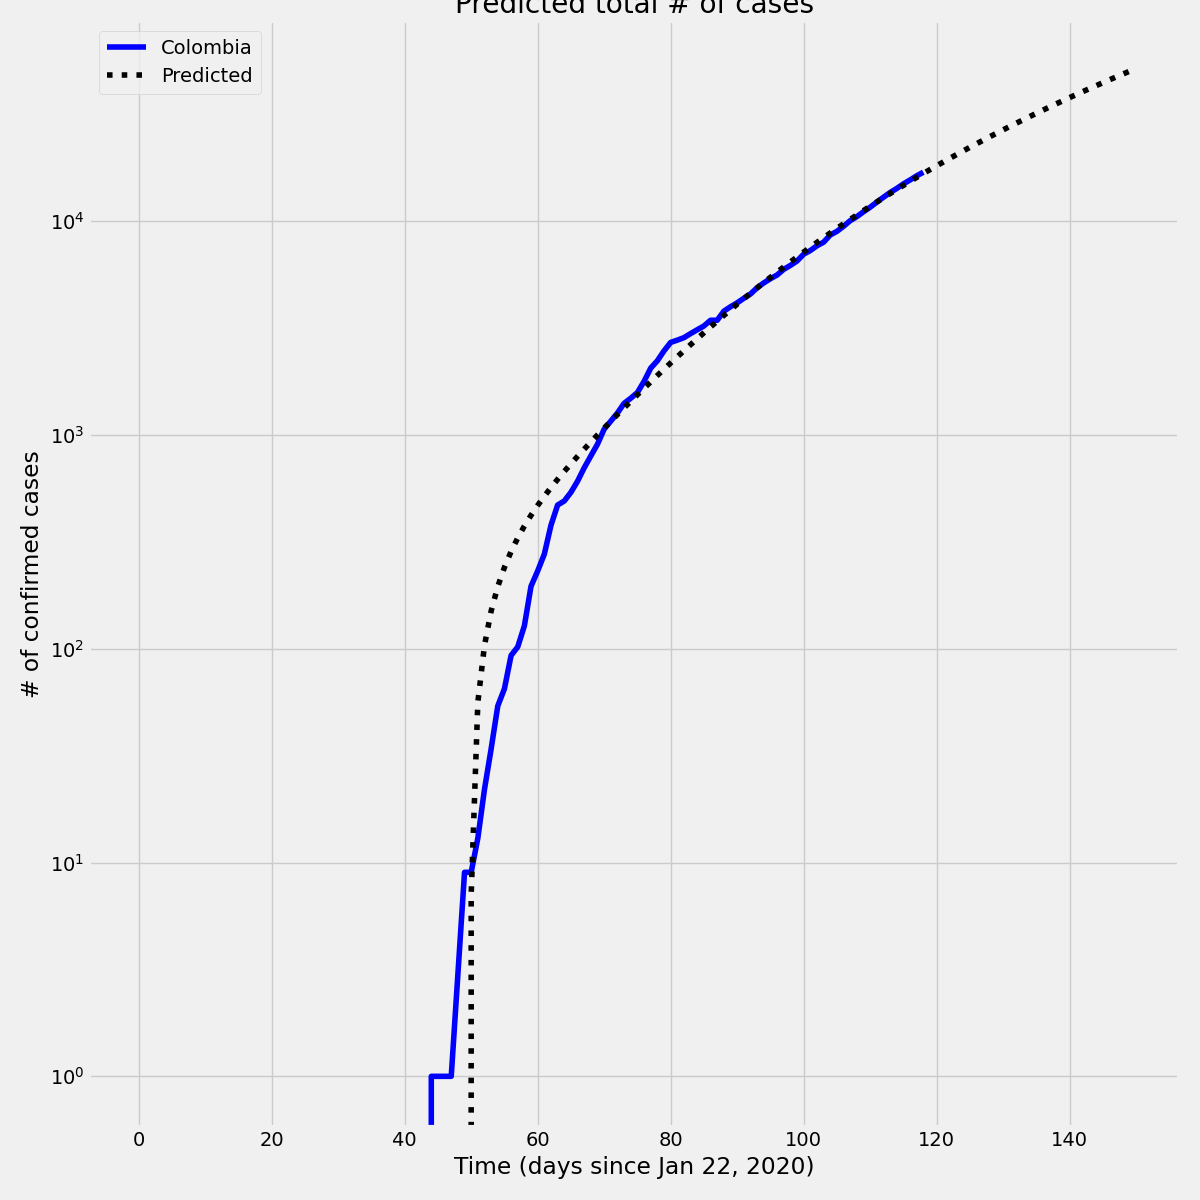 Predicted total # of cases
Colombia
Predicted
10⁴
10³
10²
10¹
10⁰
# of confirmed cases
0 20 40 60 80 100 120 140
Time (days since Jan 22, 2020)